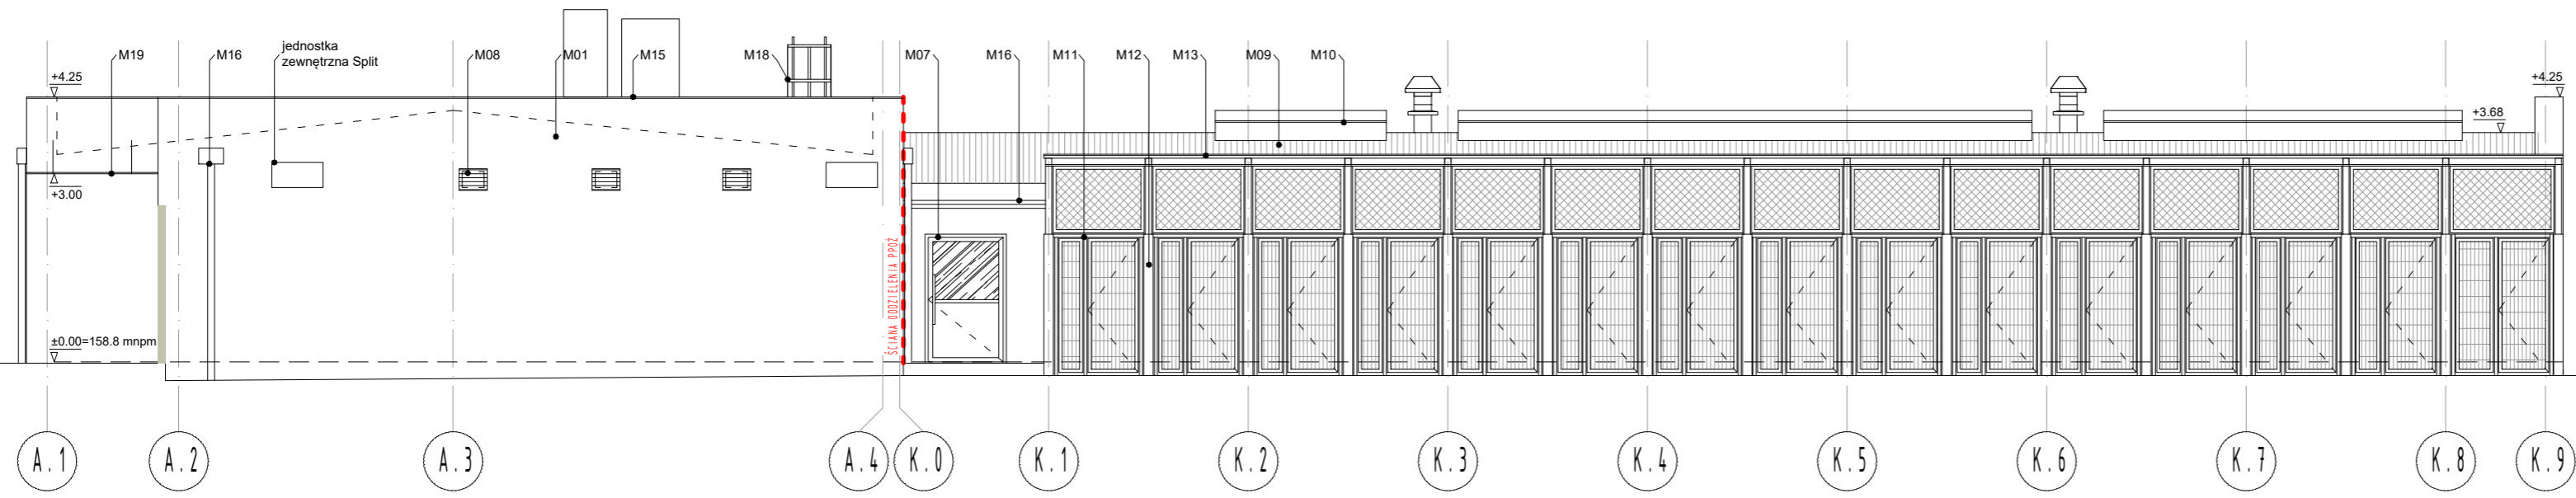 M19
M16
jednostka
zewnętrzna Split
M08
M01
M15
M18
M07
M16
M11
M12
M13
M09
M10
+4.25
+4.25
+3.68
+3.00
ŚCIANA ODDZIELENIA PPOŻ
±0.00=158.8 mnpm
A.1
A.2
A.3
A.4
K.0
K.1
K.2
K.3
K.4
K.5
K.6
K.7
K.8
K.9